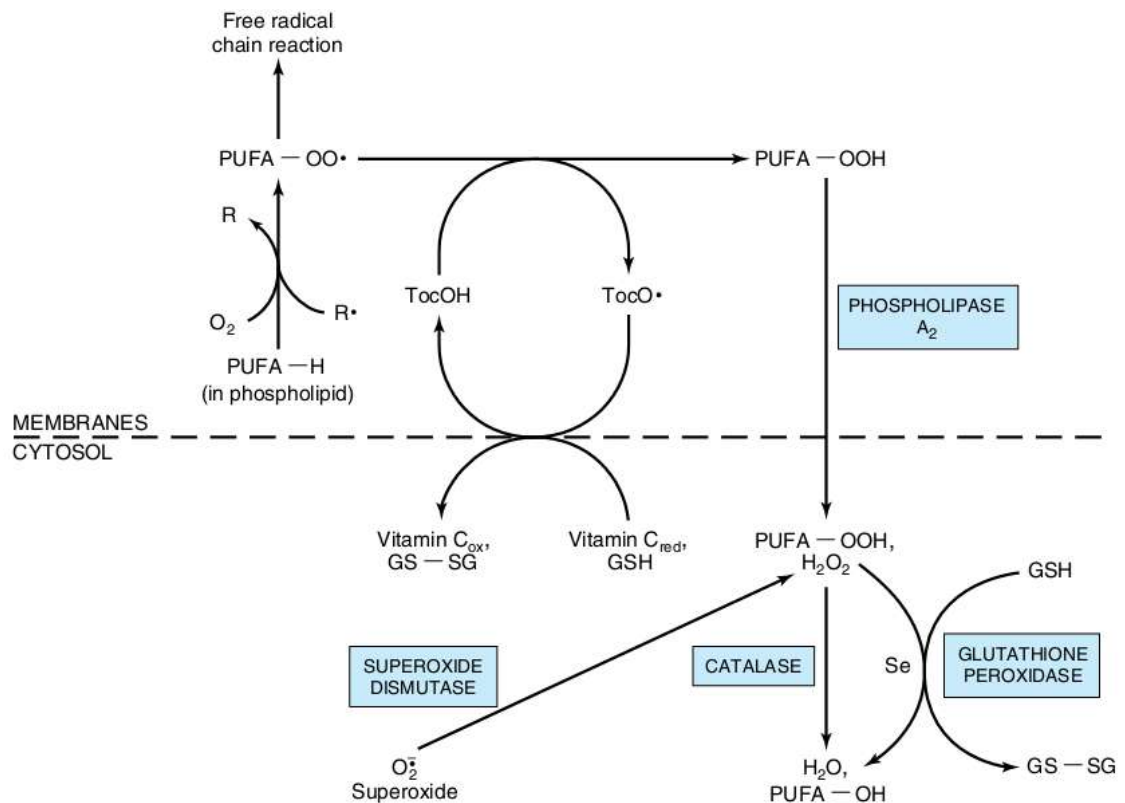 Free radical
chain reaction
PUFA — OO•
PUFA — OOH
R
TocOH
TocO•
O₂
R•
PHOSPHOLIPASE
A₂
PUFA — H
(in phospholipid)
MEMBRANES
CYTOSOL
Vitamin Cₒₓ,
GS — SG
Vitamin C_red,
GSH
PUFA — OOH,
H₂O₂
GSH
SUPEROXIDE
DISMUTASE
CATALASE
Se
GLUTATHIONE
PEROXIDASE
O₂•̄
Superoxide
H₂O,
PUFA — OH
GS — SG